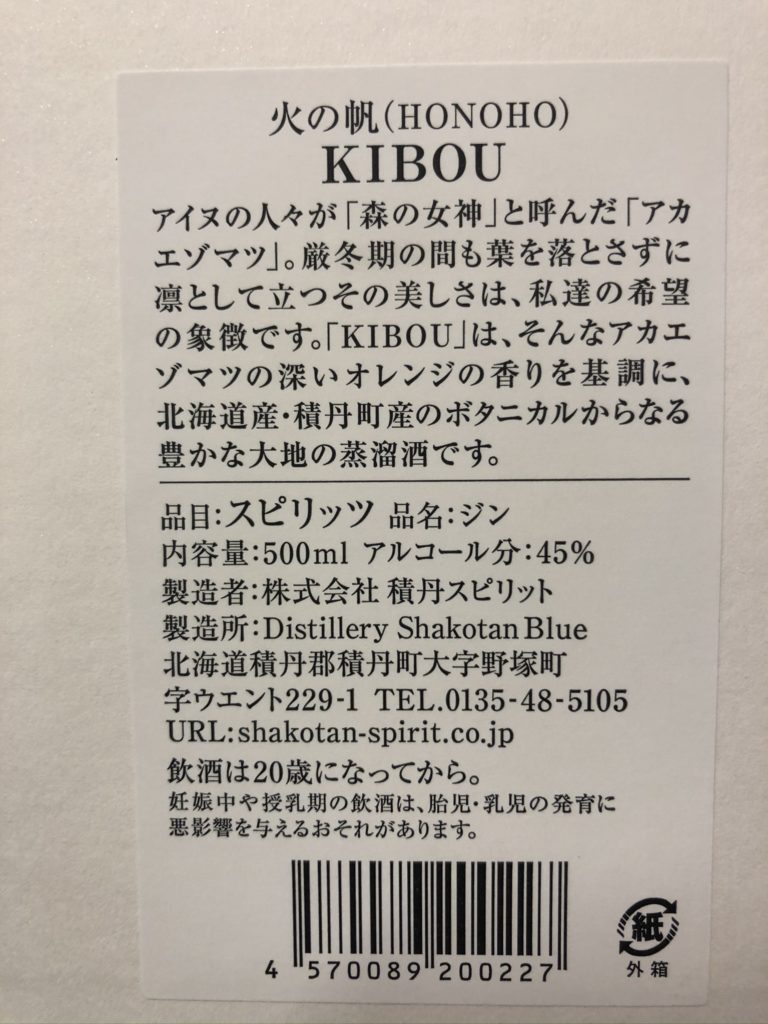 火の帆(HONOHO)
KIBOU
アイヌの人々が「森の女神」と呼んだ「アカ
エゾマツ」。厳冬期の間も葉を落とさずに
凛として立つその美しさは、私達の希望
の象徴です。「KIBOU」は、そんなアカエ
ゾマツの深いオレンジの香りを基調に、
北海道産・積丹町産のボタニカルからなる
豊かな大地の蒸溜酒です。
品目:スピリッツ 品名:ジン
内容量:500ml アルコール分:45%
製造者:株式会社 積丹スピリット
製造所:Distillery Shakotan Blue
北海道積丹郡積丹町大字野塚町
字ウエント229-1 TEL.0135-48-5105
URL:shakotan-spirit.co.jp
飲酒は20歳になってから。
妊娠中や授乳期の飲酒は、胎児・乳児の発育に
悪影響を与えるおそれがあります。
4 570089 200227
紙
外箱